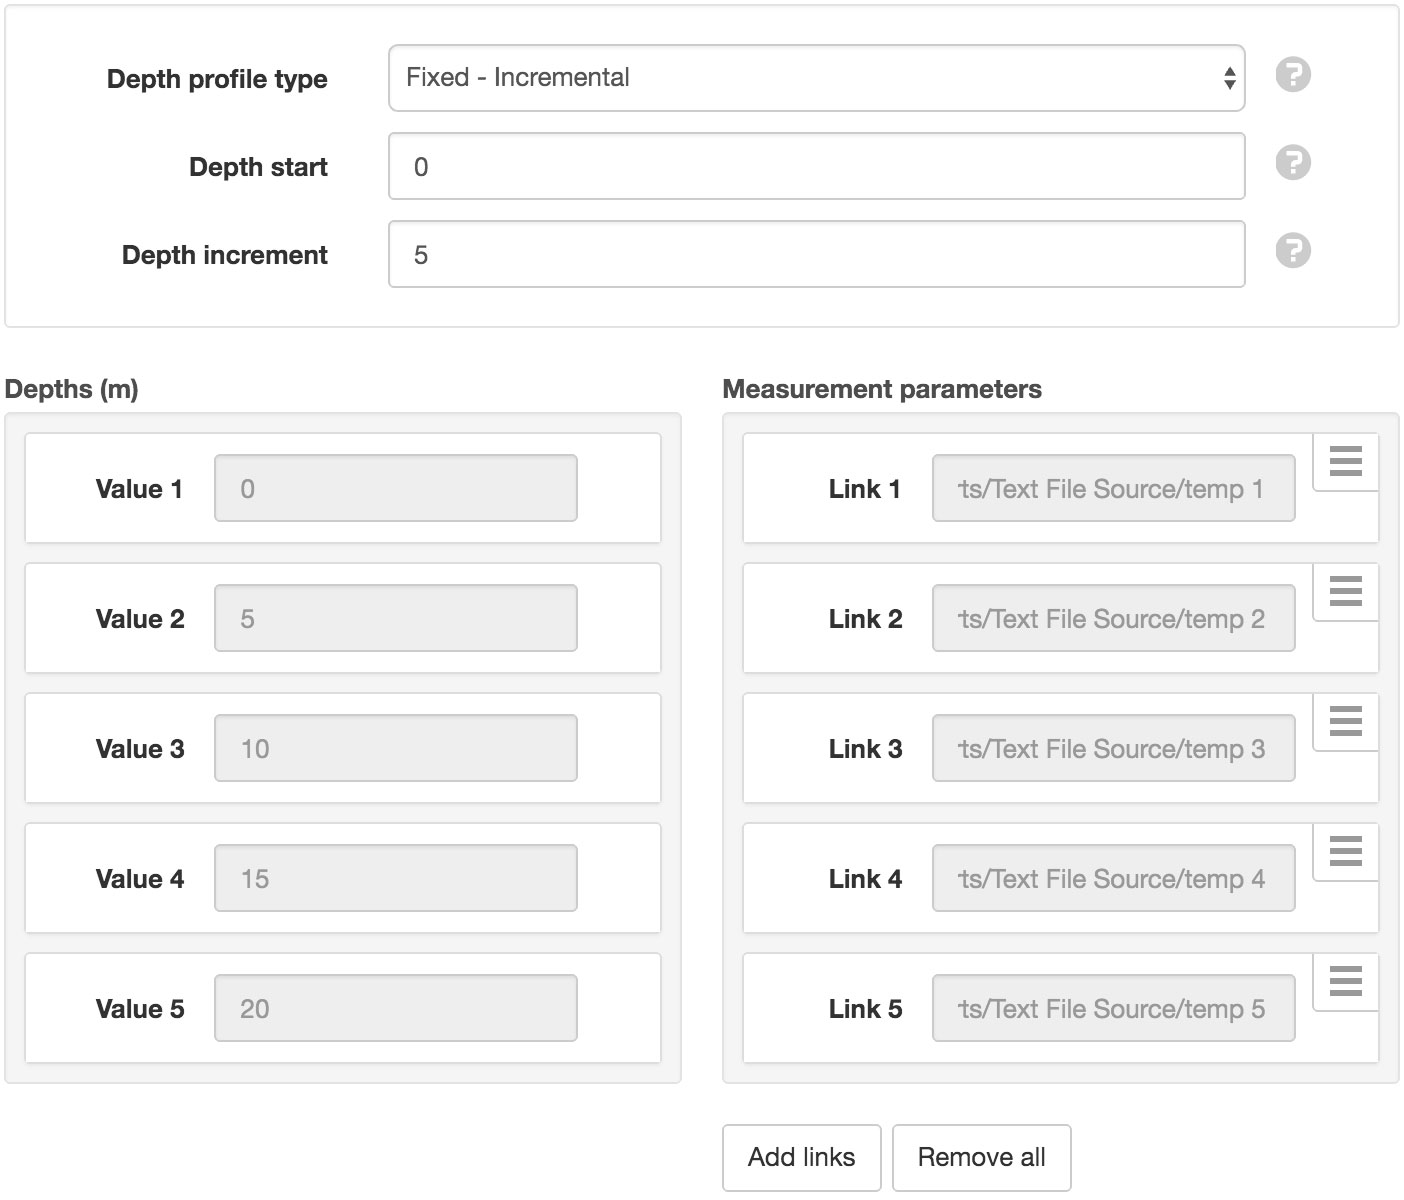 Depth profile type Fixed - Incremental ?
Depth start 0 ?
Depth increment 5 ?
Depths (m)
Value 1 0
Value 2 5
Value 3 10
Value 4 15
Value 5 20
Measurement parameters
Link 1 ts/Text File Source/temp 1
Link 2 ts/Text File Source/temp 2
Link 3 ts/Text File Source/temp 3
Link 4 ts/Text File Source/temp 4
Link 5 ts/Text File Source/temp 5
Add links Remove all